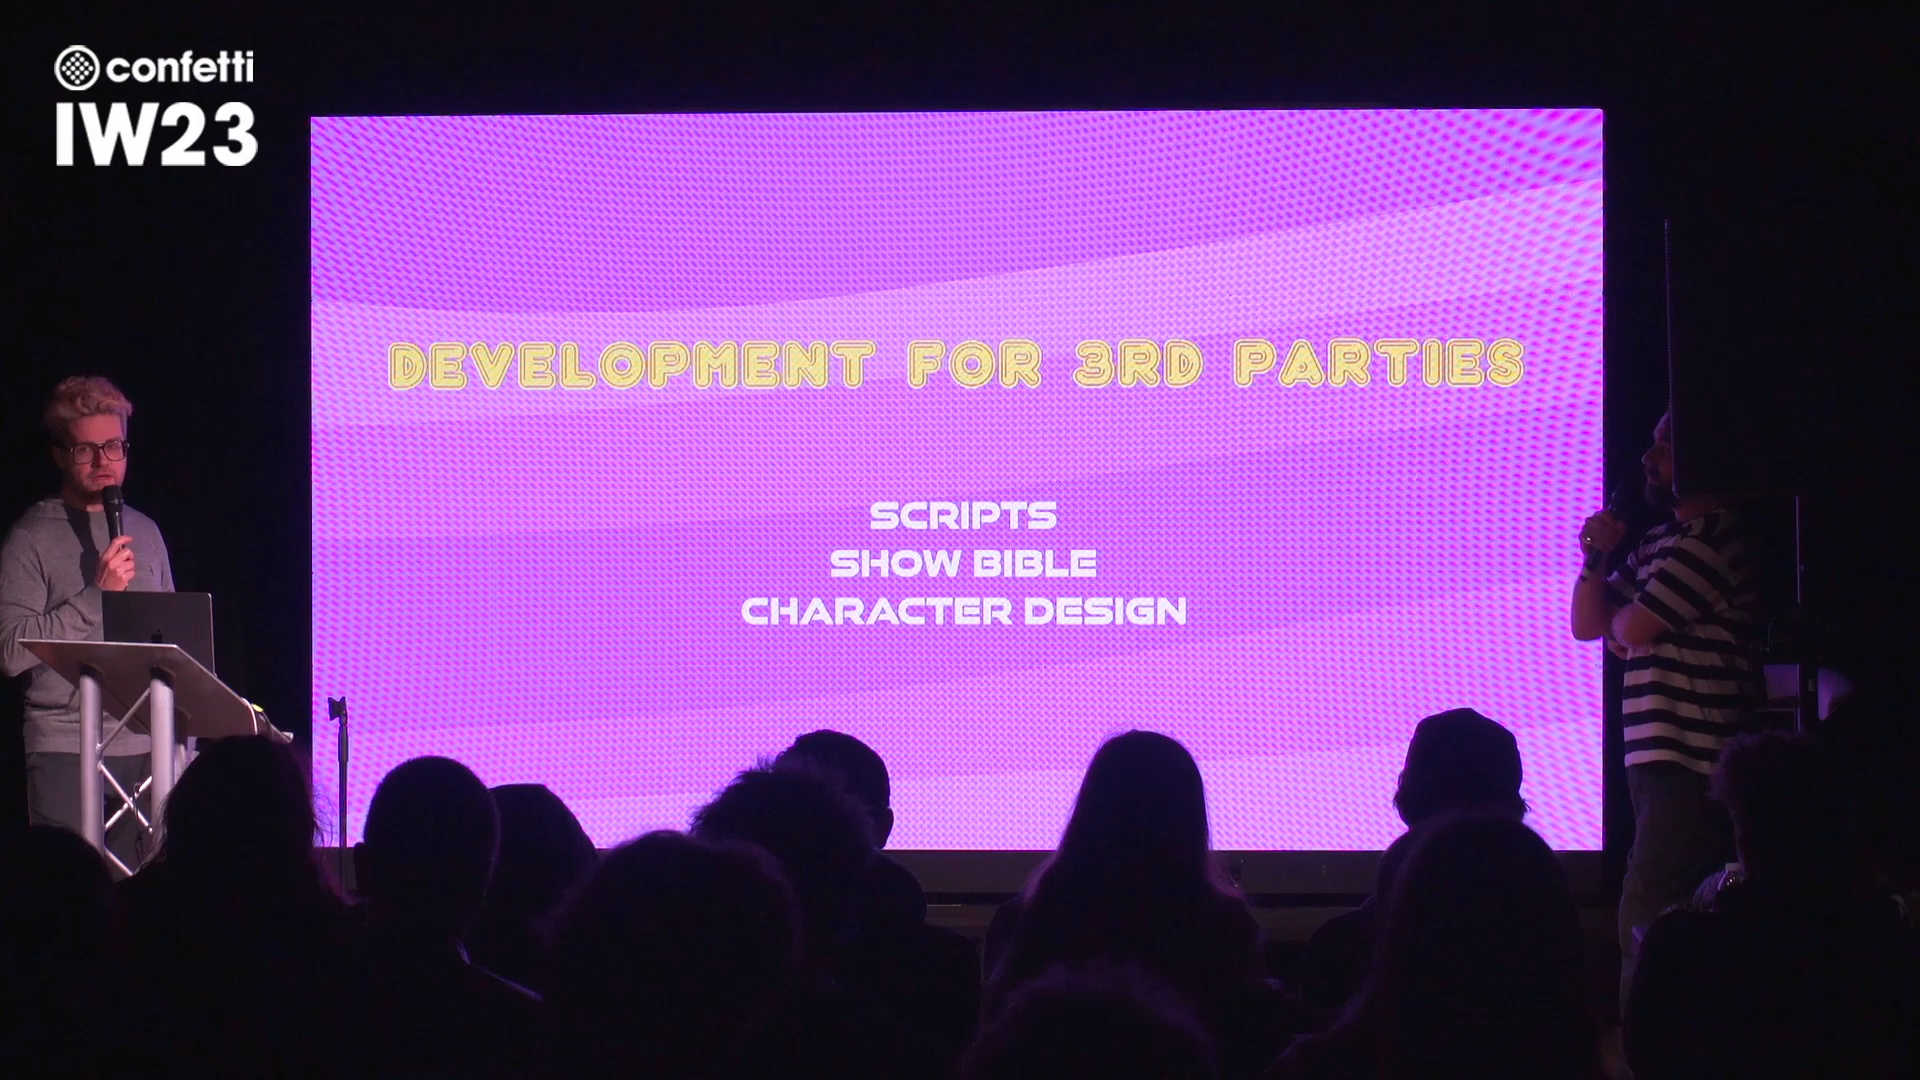 confetti
IW23
DEVELOPMENT FOR 3RD PARTIES
SCRIPTS
SHOW BIBLE
CHARACTER DESIGN